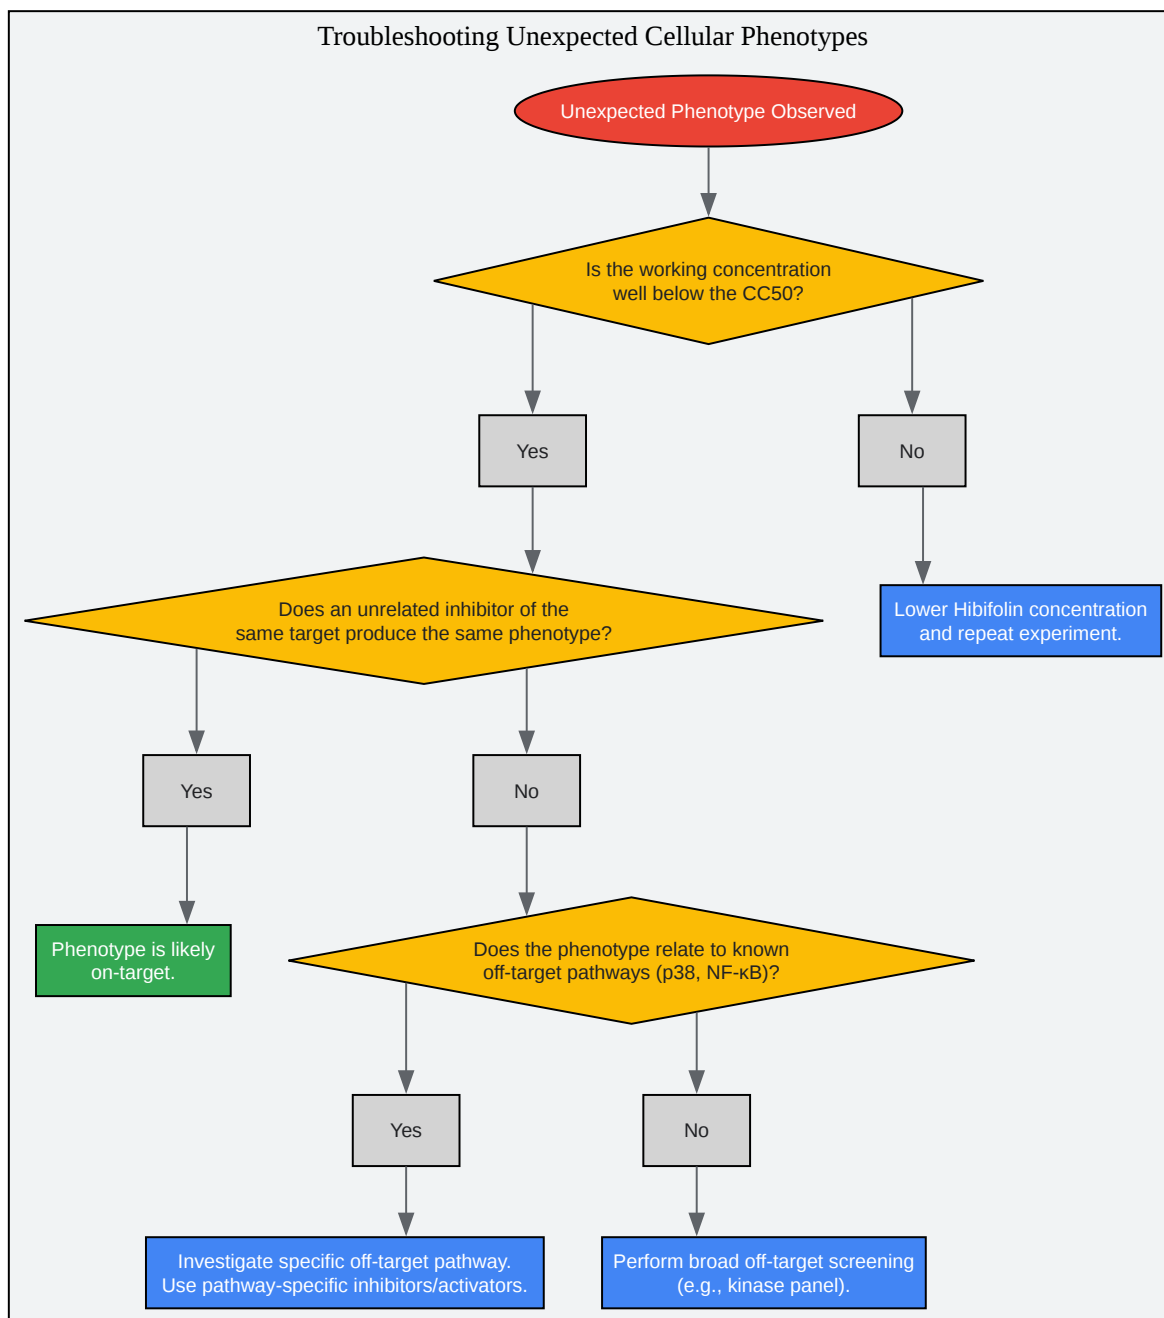 Troubleshooting Unexpected Cellular Phenotypes
Unexpected Phenotype Observed
Is the working concentration
well below the CC50?
Yes
No
Does an unrelated inhibitor of the
same target produce the same phenotype?
Lower Hibifolin concentration
and repeat experiment.
Yes
No
Phenotype is likely
on-target.
Does the phenotype relate to known
off-target pathways (p38, NF-κB)?
Yes
No
Investigate specific off-target pathway.
Use pathway-specific inhibitors/activators.
Perform broad off-target screening
(e.g., kinase panel).